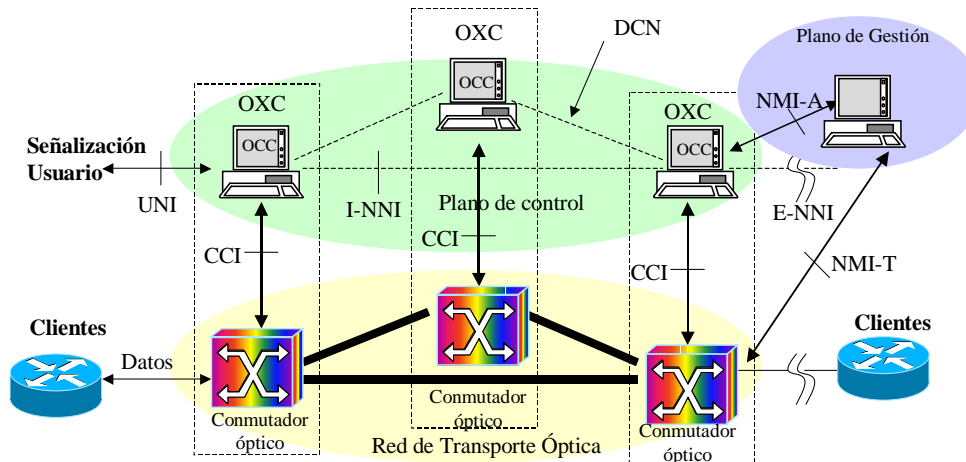 OXC
DCN
Plano de Gestión
OCC
OXC
NMI-A
OXC
OCC
OCC
Señalización
Usuario
UNI
I-NNI
Plano de control
E-NNI
CCI
CCI
CCI
NMI-T
Clientes
Clientes
Datos
Conmutador
óptico
Conmutador
óptico
Conmutador
óptico
Red de Transporte Óptica